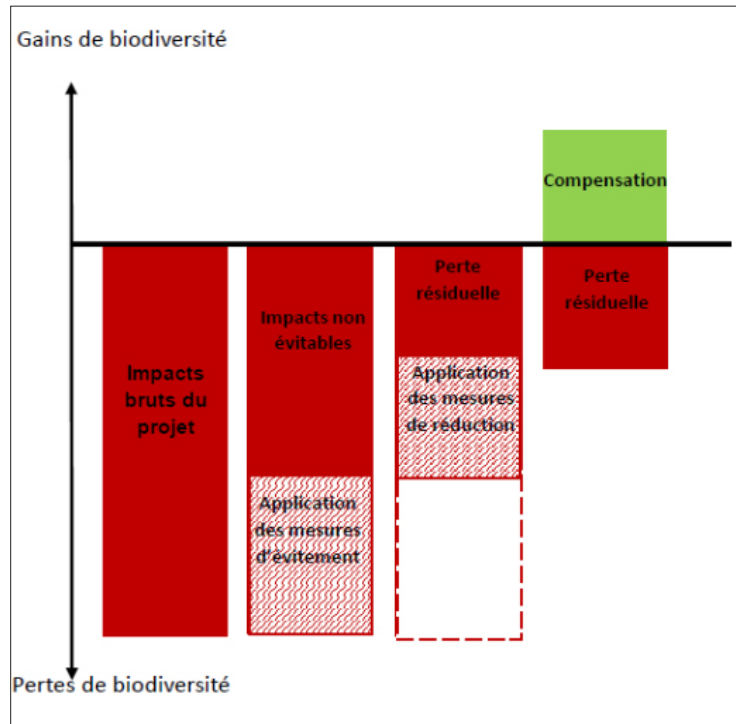 Gains de biodiversité
Impacts
bruts du
projet
Impacts non
évitables
Application
des mesures
d'évitement
Perte
résiduelle
Application
des mesures
de réduction
Compensation
Perte
résiduelle
Pertes de biodiversité